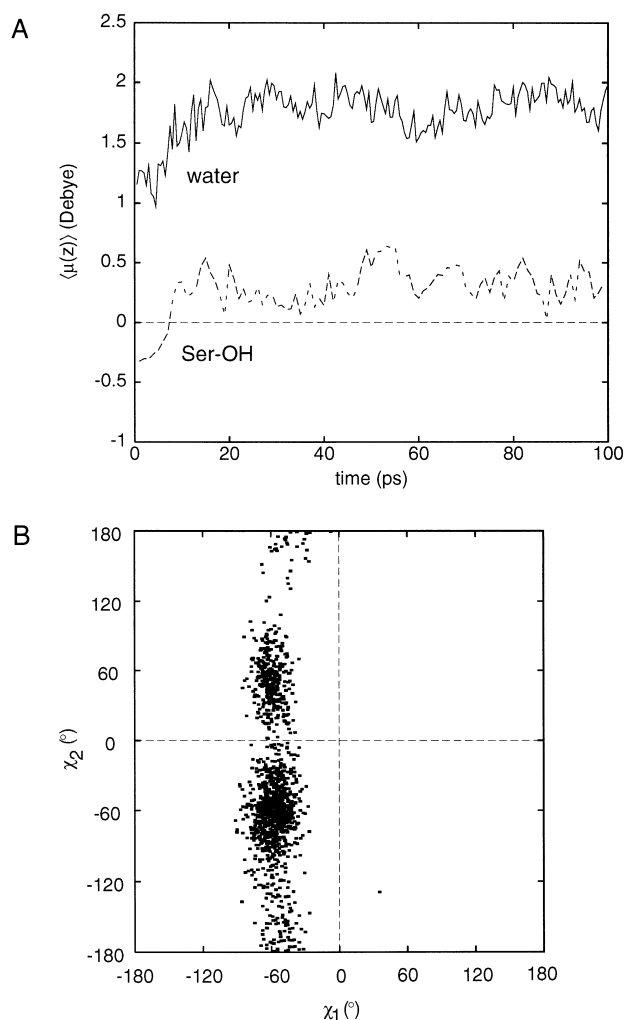 A
2.5
2
1.5
1
0.5
0
-0.5
-1
⟨μ(z)⟩ (Debye)
water
Ser-OH
0 20 40 60 80 100
time (ps)
B
180
120
60
0
-60
-120
-180
χ2 (°)
-180 -120 -60 0 60 120 180
χ1 (°)